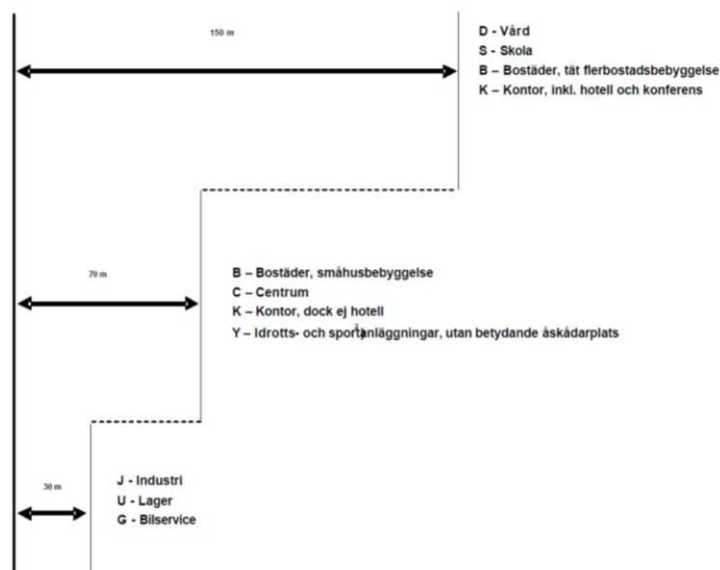 150 m
D - Vård
S - Skola
B – Bostäder, tät flerbostadsbebyggelse
K – Kontor, inkl. hotell och konferens
70 m
B – Bostäder, småhusbebyggelse
C – Centrum
K – Kontor, dock ej hotell
Y – Idrotts- och sportanläggningar, utan betydande åskådarplats
30 m
J - Industri
U - Lager
G - Bilservice